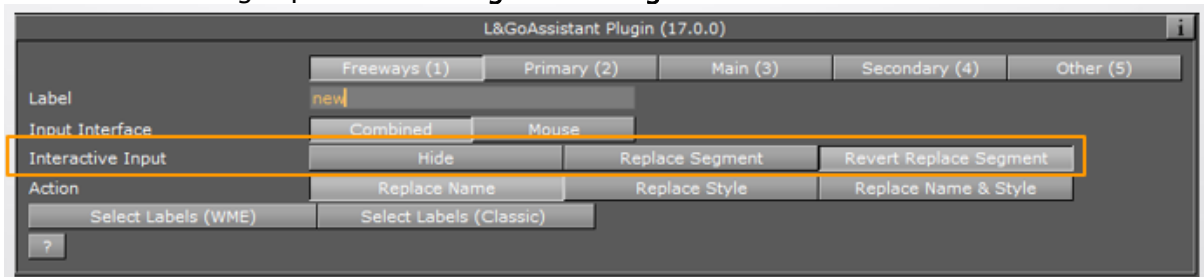 L&GoAssistant Plugin (17.0.0) i
Freeways (1) Primary (2) Main (3) Secondary (4) Other (5)
Label new
Input Interface Combined Mouse
Interactive Input Hide Replace Segment Revert Replace Segment
Action Replace Name Replace Style Replace Name & Style
Select Labels (WME) Select Labels (Classic)
?